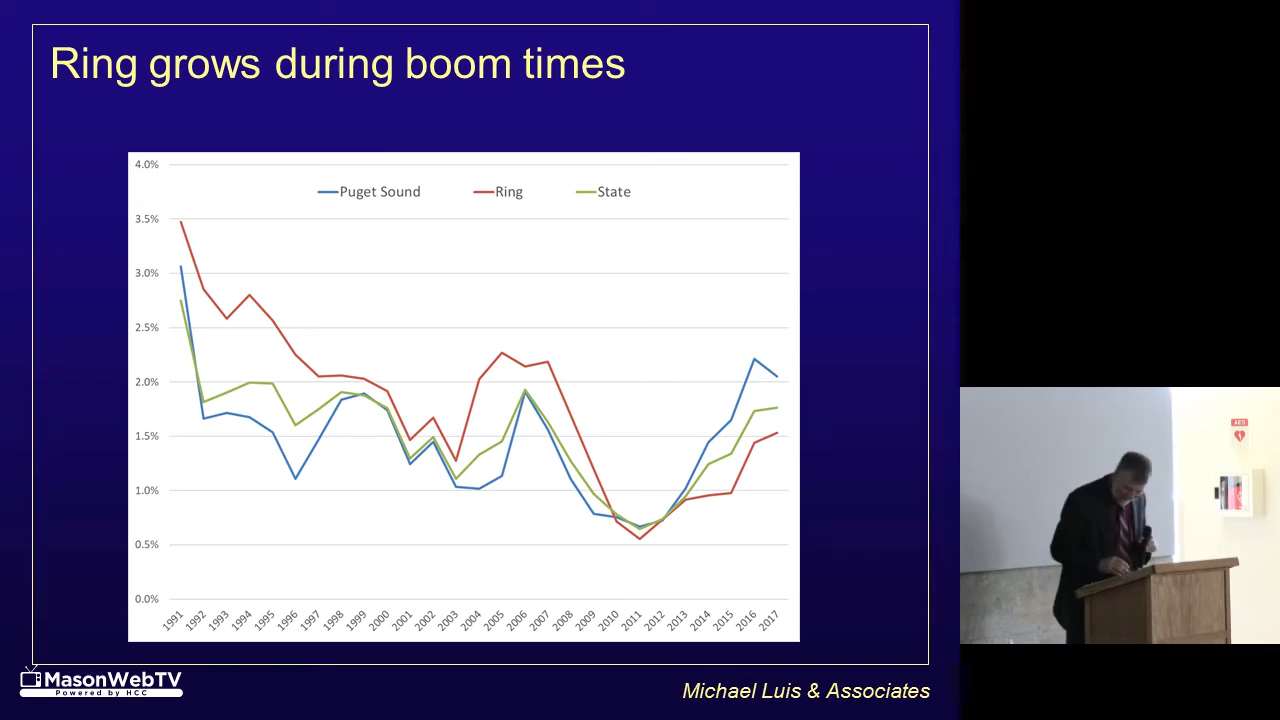 Ring grows during boom times
4.0%
Puget Sound Ring State
3.5%
3.0%
2.5%
2.0%
1.5%
1.0%
0.5%
0.0%
1991 1992 1993 1994 1995 1996 1997 1998 1999 2000 2001 2002 2003 2004 2005 2006 2007 2008 2009 2010 2011 2012 2013 2014 2015 2016 2017
AED
MasonWebTV
Powered by HCC
Michael Luis & Associates